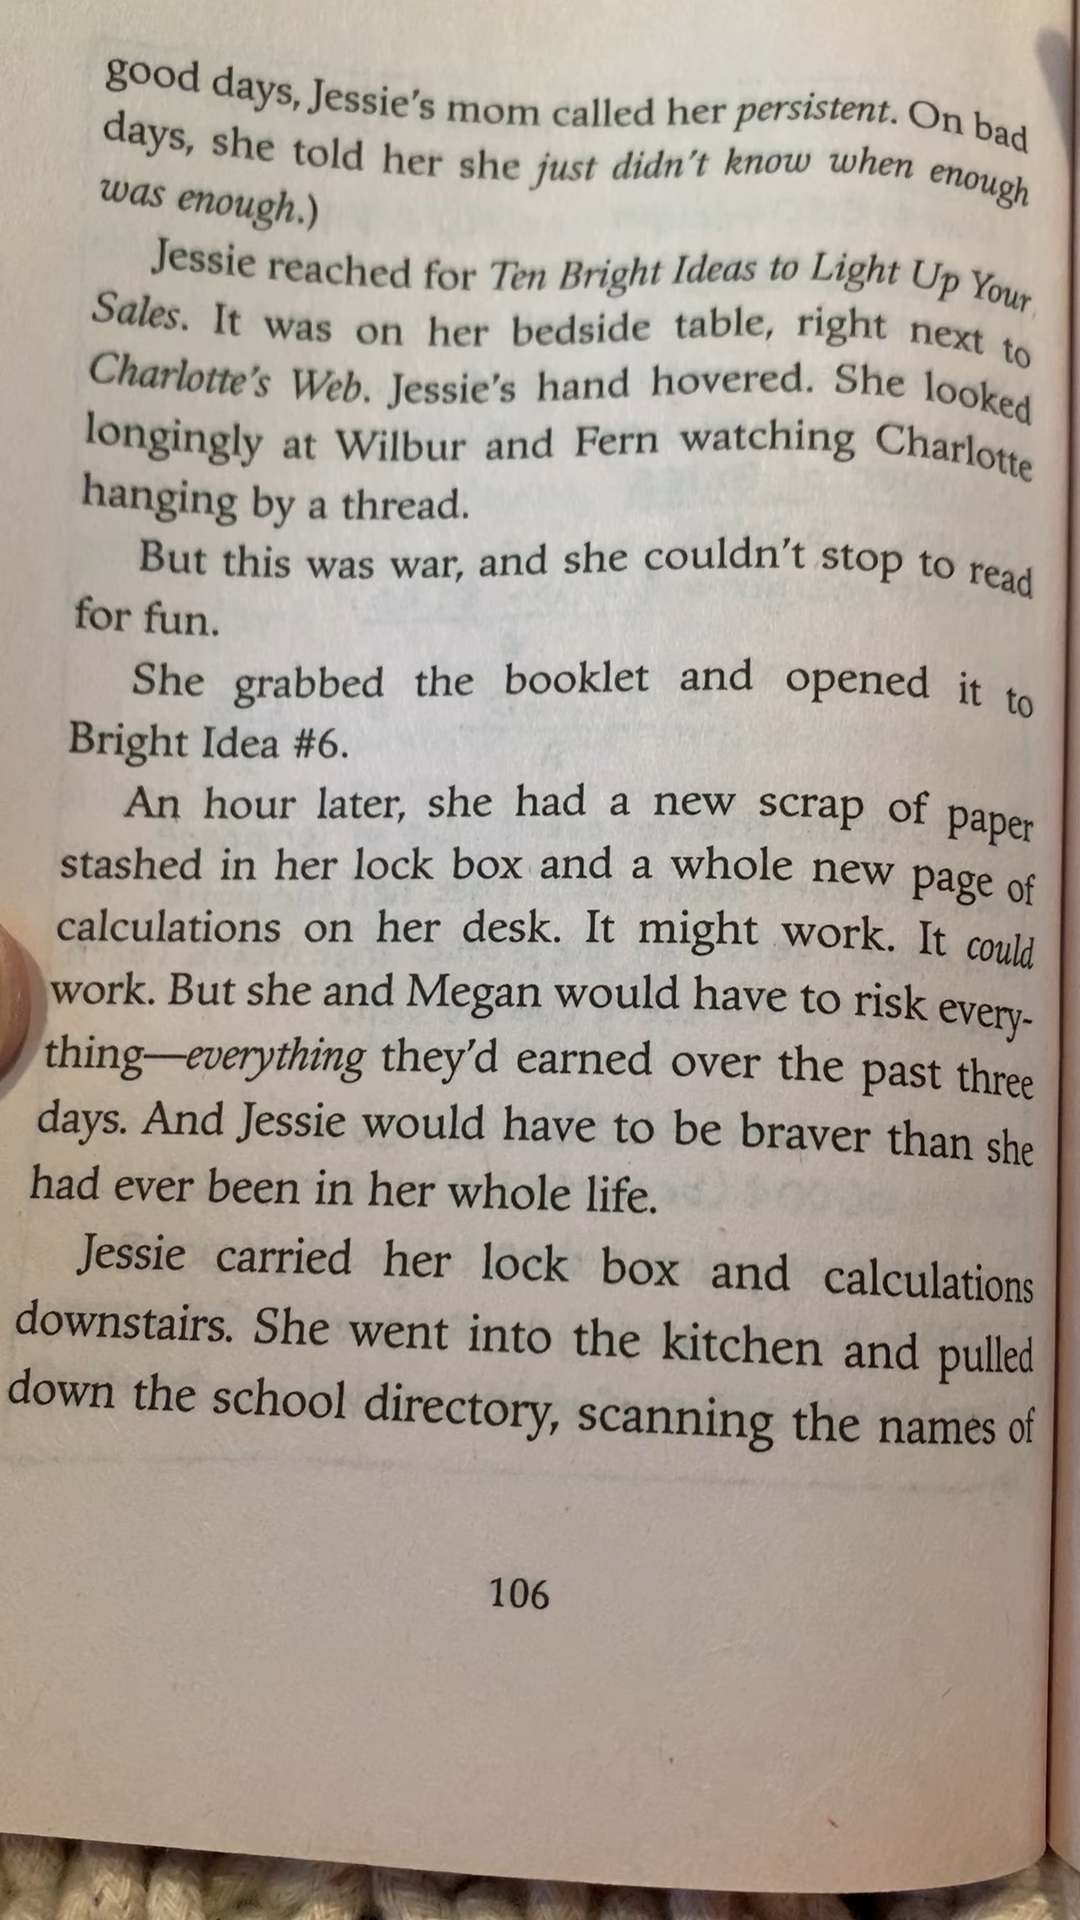 good days, Jessie's mom called her persistent. On bad
days, she told her she just didn't know when enough
was enough.)
Jessie reached for Ten Bright Ideas to Light Up Your
Sales. It was on her bedside table, right next to
Charlotte's Web. Jessie's hand hovered. She looked
longingly at Wilbur and Fern watching Charlotte
hanging by a thread.
But this was war, and she couldn't stop to read
for fun.
She grabbed the booklet and opened it to
Bright Idea #6.
An hour later, she had a new scrap of paper
stashed in her lock box and a whole new page of
calculations on her desk. It might work. It could
work. But she and Megan would have to risk every-
thing—everything they'd earned over the past three
days. And Jessie would have to be braver than she
had ever been in her whole life.
Jessie carried her lock box and calculations
downstairs. She went into the kitchen and pulled
down the school directory, scanning the names of
106